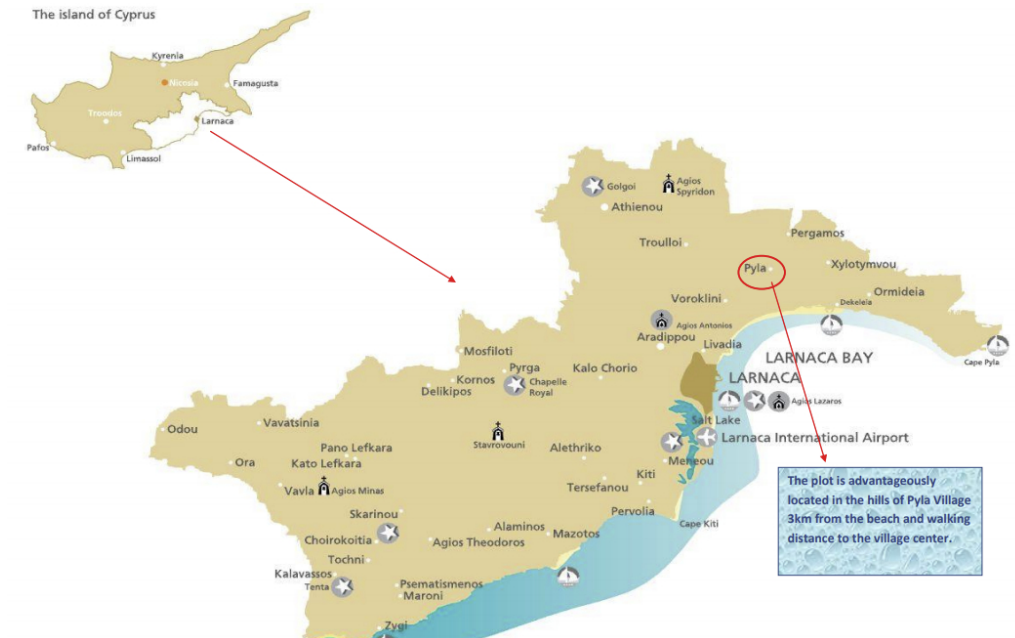 The island of Cyprus
Kyrenia
Nicosia
Famagusta
Troodos
Larnaca
Pafos
Limassol
Golgoi
Agios
Spyridon
Athienou
Pergamos
Troulloi
Pyla
Xylotymvou
Ormideia
Voroklini
Dekeleia
Agios Antonios
Aradippou
Livadia
Mosfiloti
LARNACA BAY
Cape Pyla
Pyrga
Kalo Chorio
LARNACA
Kornos
Chapelle
Royal
Delikipos
Agios Lazaros
Salt Lake
Vavatsinia
Odou
Larnaca International Airport
Stavrovouni
Pano Lefkara
Alethriko
Ora
Kato Lefkara
Meneou
Kiti
Vavla
Agios Minas
Tersefanou
The plot is advantageously
located in the hills of Pyla Village
3km from the beach and walking
distance to the village center.
Pervolia
Skarinou
Cape Kiti
Alaminos
Mazotos
Choirokoitia
Agios Theodoros
Tochni
Kalavassos
Tenta
Psematismenos
Maroni
Zygi